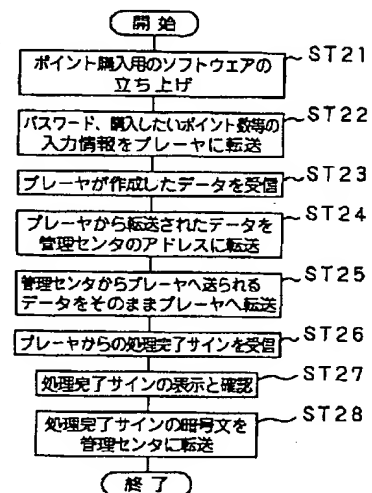 開始
ポイント購入用のソフトウエアの
立ち上げ
ST21
パスワード、購入したいポイント数等の
入力情報をプレーヤに転送
ST22
プレーヤが作成したデータを受信
ST23
プレーヤから転送されたデータを
管理センタのアドレスに転送
ST24
管理センタからプレーヤへ送られる
データをそのままプレーヤへ転送
ST25
プレーヤからの処理完了サインを受信
ST26
処理完了サインの表示と確認
ST27
処理完了サインの暗号文を
管理センタに転送
ST28
終了